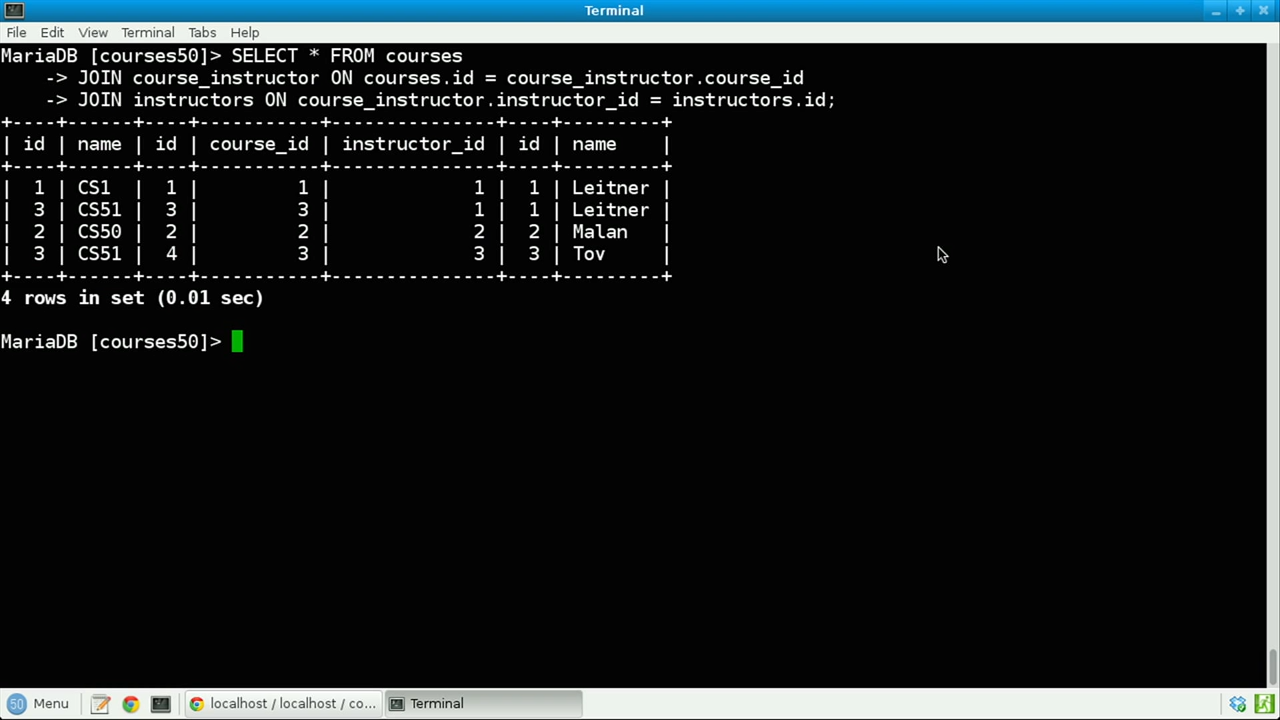 Terminal
File Edit View Terminal Tabs Help
MariaDB [courses50]> SELECT * FROM courses
    -> JOIN course_instructor ON courses.id = course_instructor.course_id
    -> JOIN instructors ON course_instructor.instructor_id = instructors.id;
+----+------+----+-----------+---------------+----+---------+
| id | name | id | course_id | instructor_id | id | name    |
+----+------+----+-----------+---------------+----+---------+
|  1 | CS1  |  1 |         1 |             1 |  1 | Leitner |
|  3 | CS51 |  3 |         3 |             1 |  1 | Leitner |
|  2 | CS50 |  2 |         2 |             2 |  2 | Malan   |
|  3 | CS51 |  4 |         3 |             3 |  3 | Tov     |
+----+------+----+-----------+---------------+----+---------+
4 rows in set (0.01 sec)
MariaDB [courses50]>
50 Menu localhost / localhost / co... Terminal